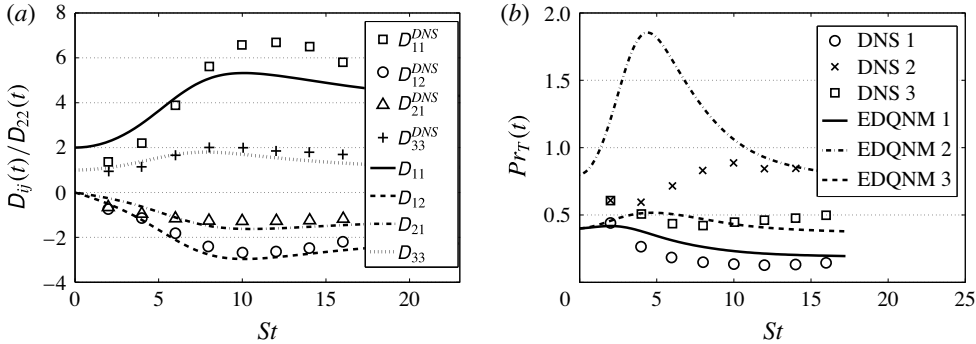 (a)
8
6
4
2
0
−2
−4
0
5
10
15
20
D_ij(t)/D_22(t)
St
D_11^DNS
D_12^DNS
D_21^DNS
D_33^DNS
D_11
D_12
D_21
D_33
(b)
2.0
1.5
1.0
0.5
0
5
10
15
20
25
Pr_T(t)
St
DNS 1
DNS 2
DNS 3
EDQNM 1
EDQNM 2
EDQNM 3